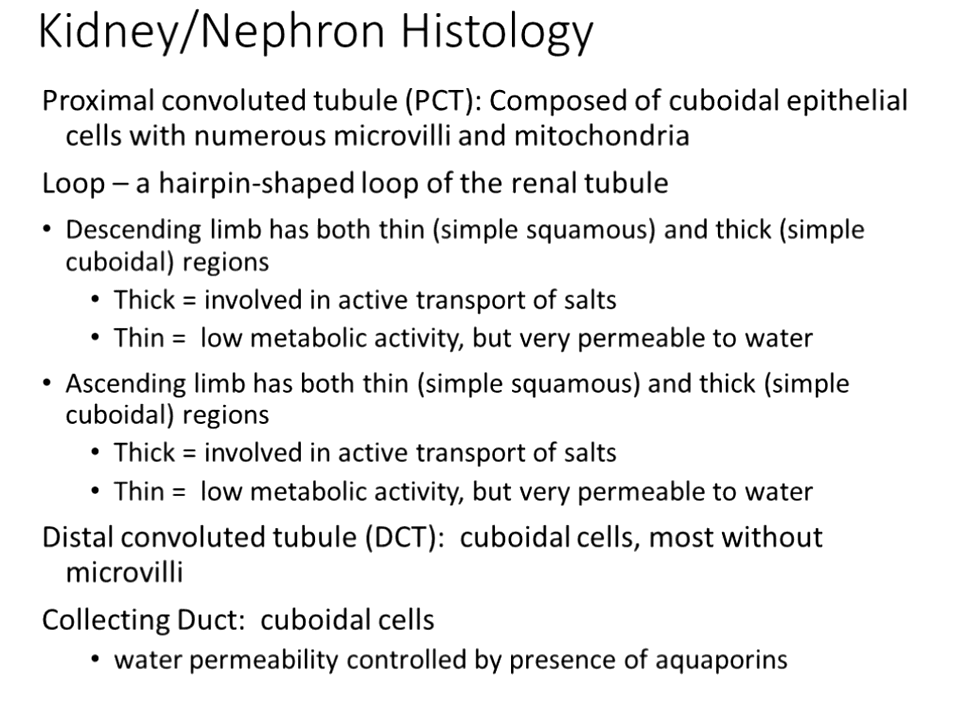 Kidney/Nephron Histology
Proximal convoluted tubule (PCT): Composed of cuboidal epithelial
cells with numerous microvilli and mitochondria
Loop – a hairpin-shaped loop of the renal tubule
• Descending limb has both thin (simple squamous) and thick (simple
cuboidal) regions
• Thick = involved in active transport of salts
• Thin =  low metabolic activity, but very permeable to water
• Ascending limb has both thin (simple squamous) and thick (simple
cuboidal) regions
• Thick = involved in active transport of salts
• Thin =  low metabolic activity, but very permeable to water
Distal convoluted tubule (DCT):  cuboidal cells, most without
microvilli
Collecting Duct:  cuboidal cells
• water permeability controlled by presence of aquaporins